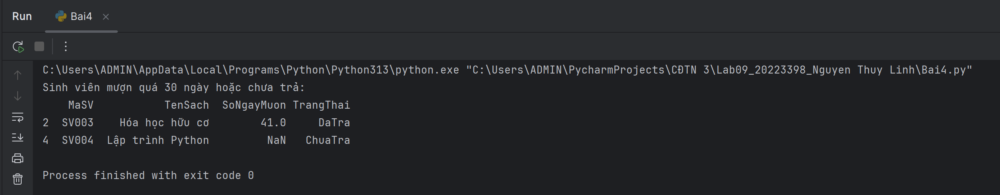 Run Bai4
C:\Users\ADMIN\AppData\Local\Programs\Python\Python313\python.exe "C:\Users\ADMIN\PycharmProjects\CĐTN 3\Lab09_20223398_Nguyen Thuy Linh\Bai4.py"
Sinh viên mượn quá 30 ngày hoặc chưa trả:
MaSV TenSach SoNgayMuon TrangThai
2 SV003 Hóa học hữu cơ 41.0 DaTra
4 SV004 Lập trình Python NaN ChuaTra
Process finished with exit code 0